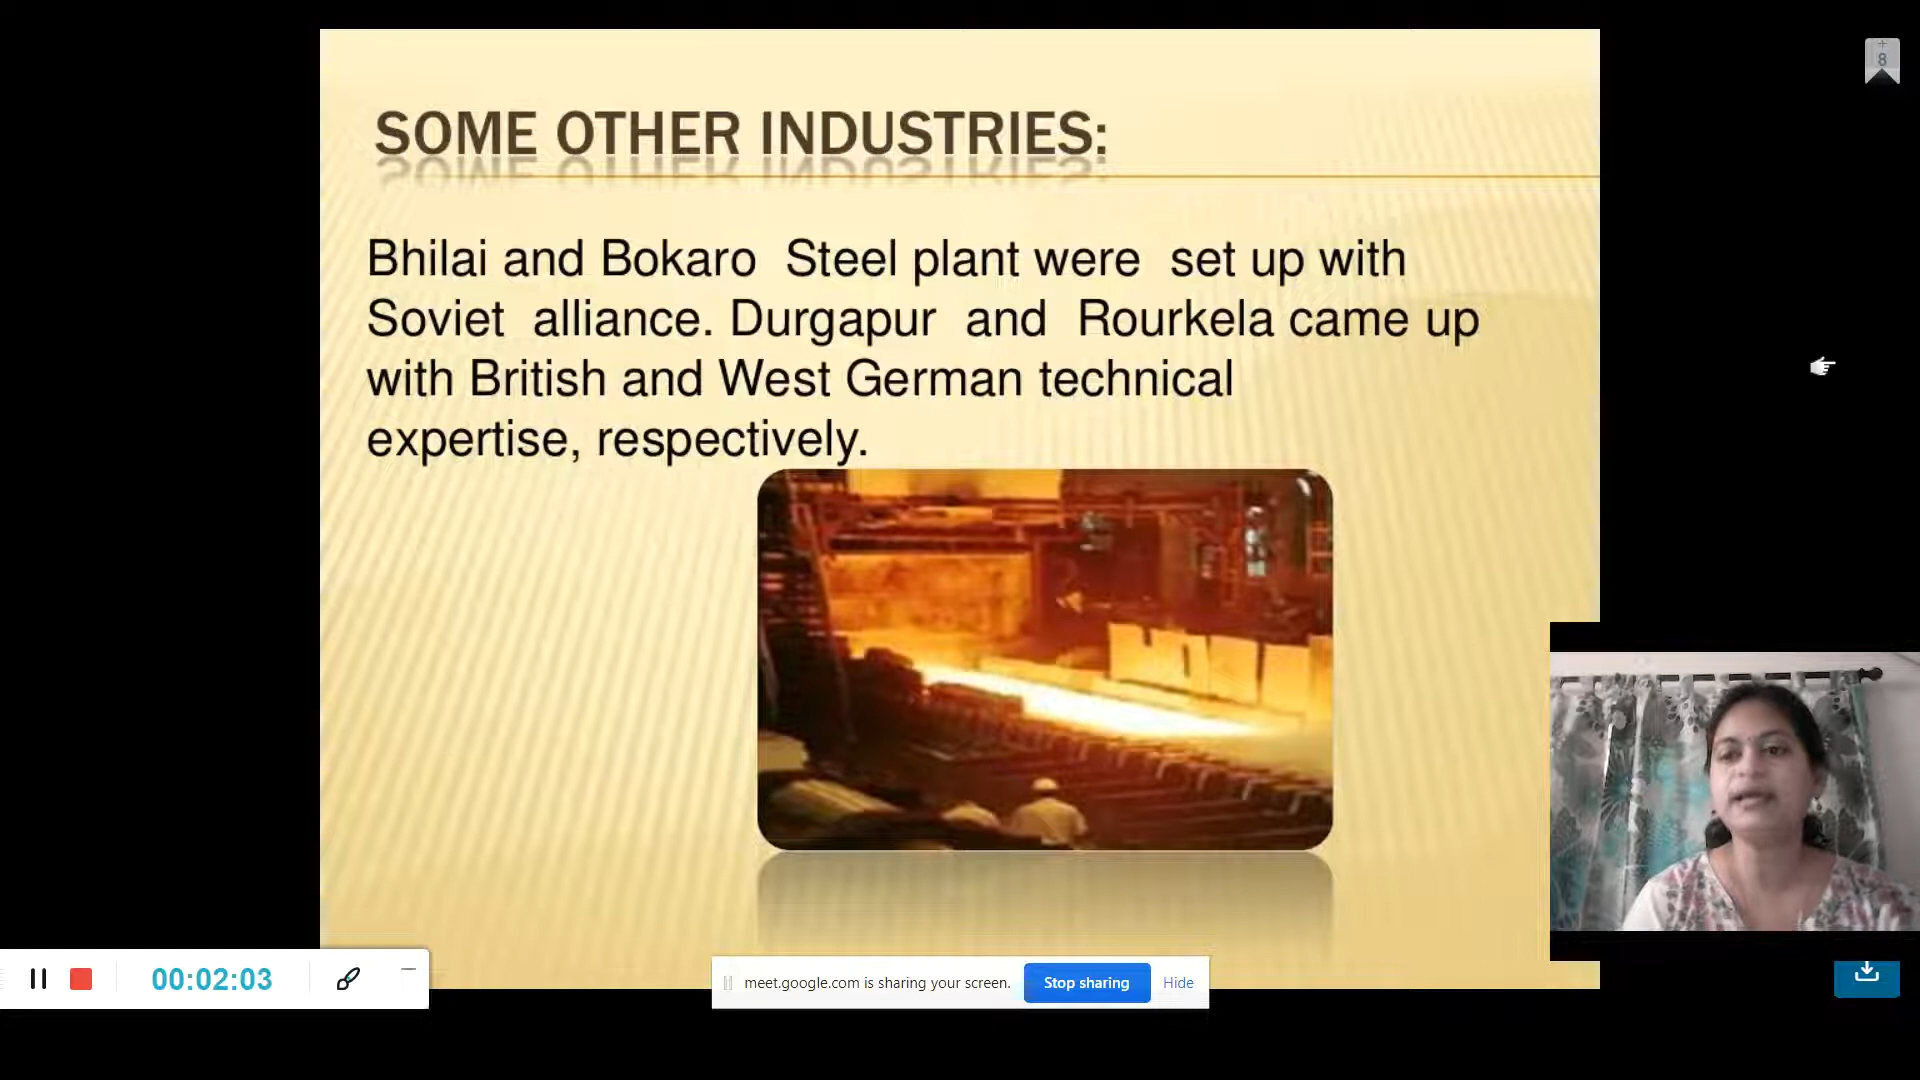 8
SOME OTHER INDUSTRIES:
Bhilai and Bokaro Steel plant were set up with
Soviet alliance. Durgapur and Rourkela came up
with British and West German technical
expertise, respectively.
00:02:03
meet.google.com is sharing your screen.
Stop sharing
Hide